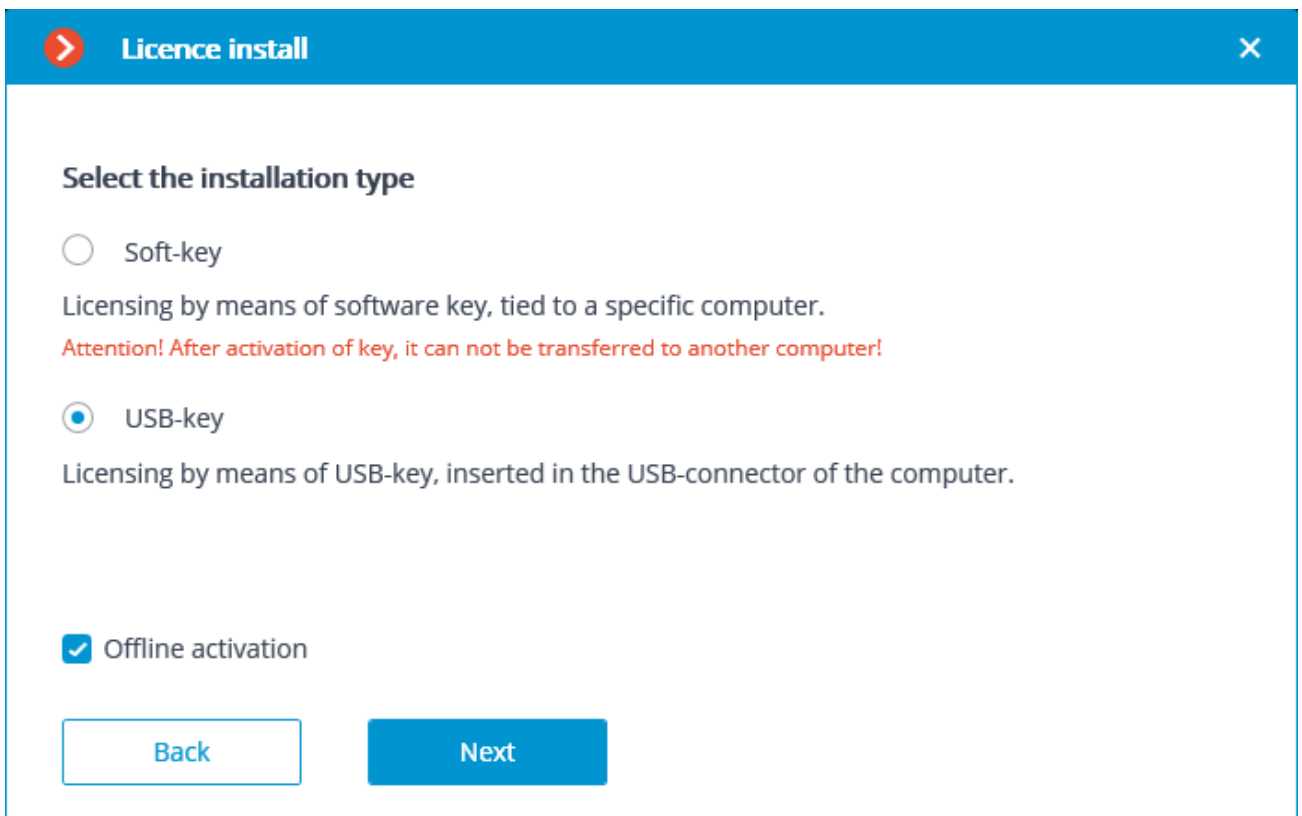 Licence install
Select the installation type
Soft-key
Licensing by means of software key, tied to a specific computer.
Attention! After activation of key, it can not be transferred to another computer!
USB-key
Licensing by means of USB-key, inserted in the USB-connector of the computer.
Offline activation
Back
Next